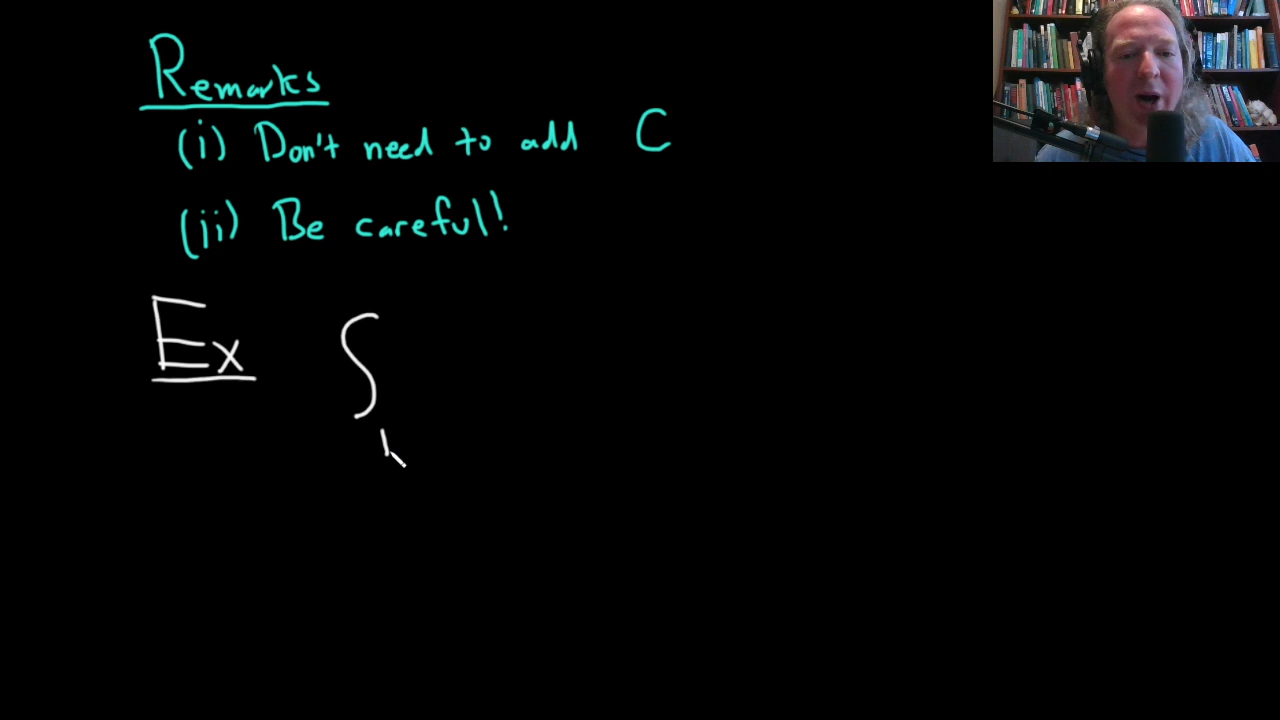 Remarks
(i) Don't need to add C
(ii) Be careful!
Ex ∫